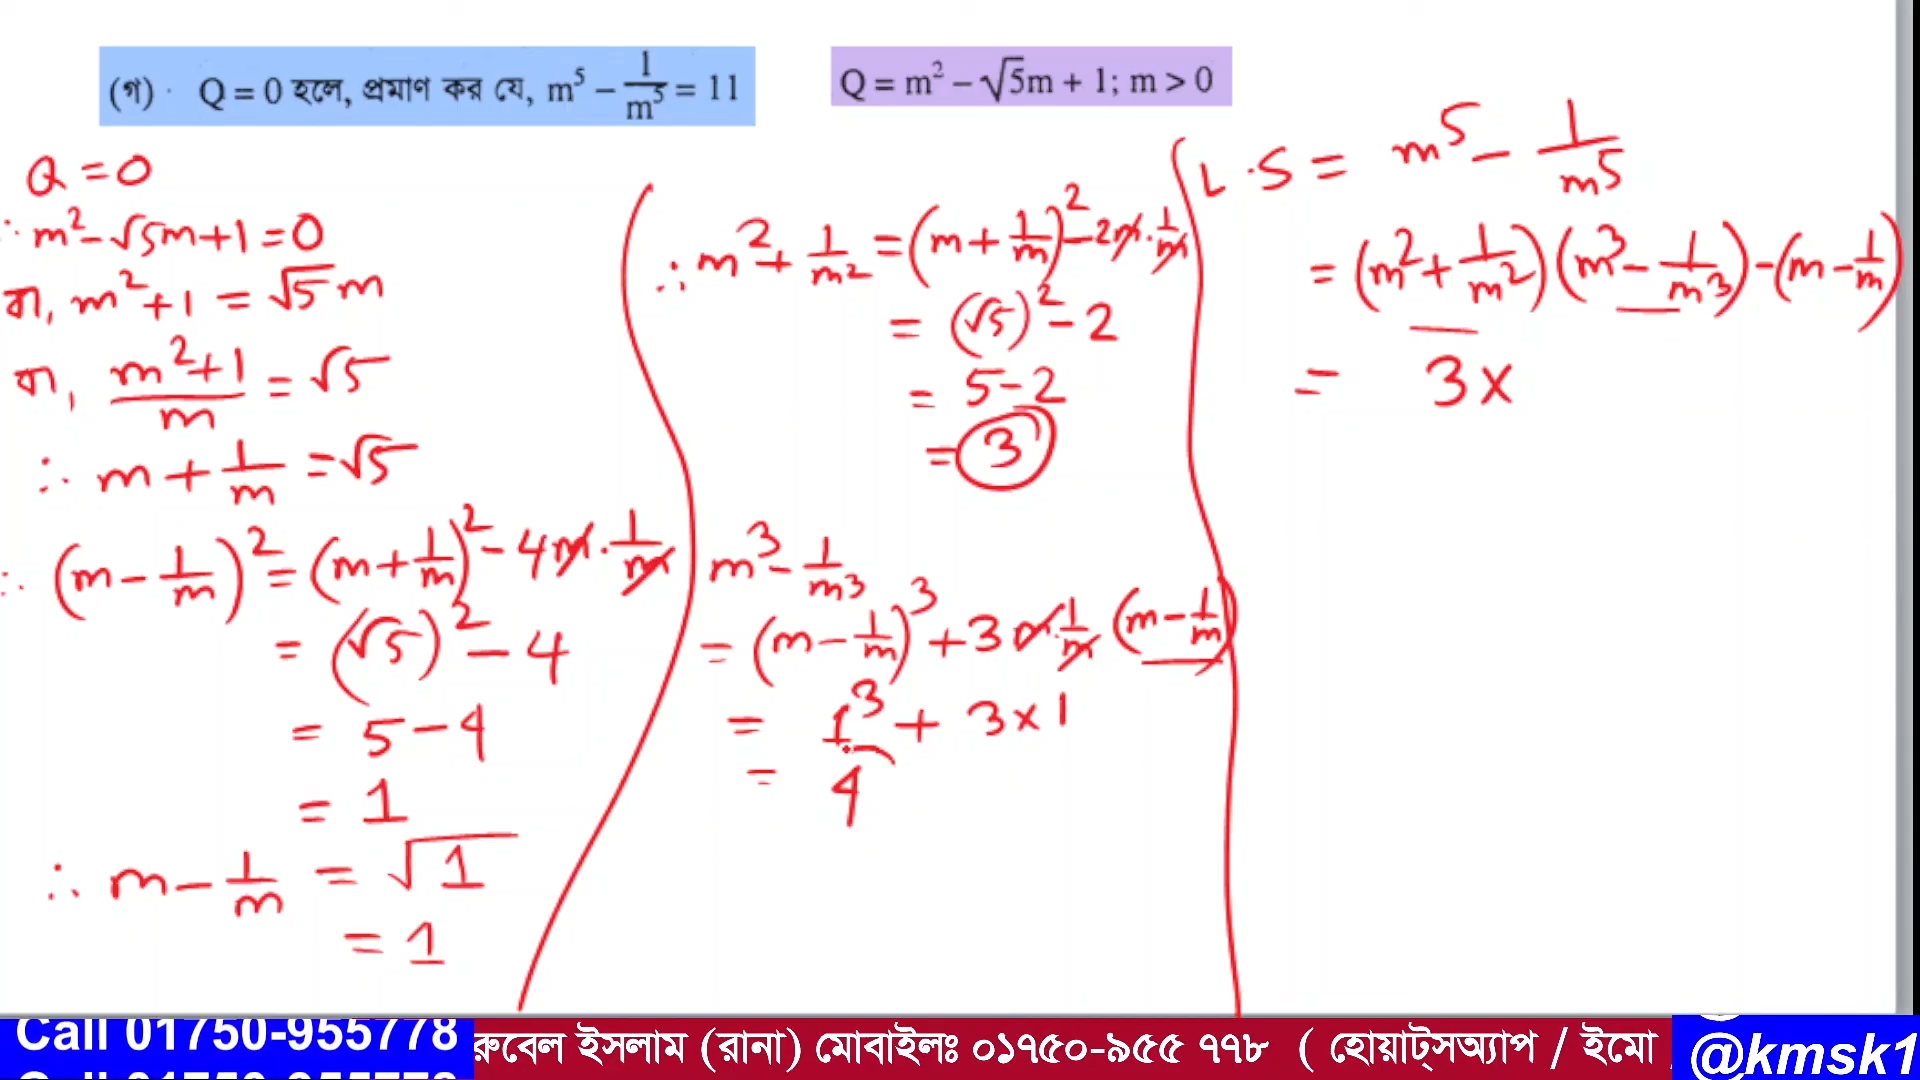 (গ) Q = 0 হলে, প্রমাণ কর যে, m⁵ − 1/m⁵ = 11
Q = m² − √5m + 1; m > 0
Q = 0
∴ m² − √5m + 1 = 0
বা, m² + 1 = √5 m
বা, (m² + 1)/m = √5
∴ m + 1/m = √5
∴ (m − 1/m)² = (m + 1/m)² − 4m · 1/m
= (√5)² − 4
= 5 − 4
= 1
∴ m − 1/m = √1
= 1
∴ m² + 1/m² = (m + 1/m)² − 2m · 1/m
= (√5)² − 2
= 5 − 2
= 3
m³ − 1/m³
= (m − 1/m)³ + 3 m · 1/m (m − 1/m)
= 1³ + 3 × 1
= 4
L.S = m⁵ − 1/m⁵
= (m² + 1/m²)(m³ − 1/m³) − (m − 1/m)
= 3 ×
Call 01750-955778
রুবেল ইসলাম (রানা) মোবাইলঃ ০১৭৫০-৯৫৫ ৭৭৮ ( হোয়াট্সঅ্যাপ / ইমো
@kmsk1